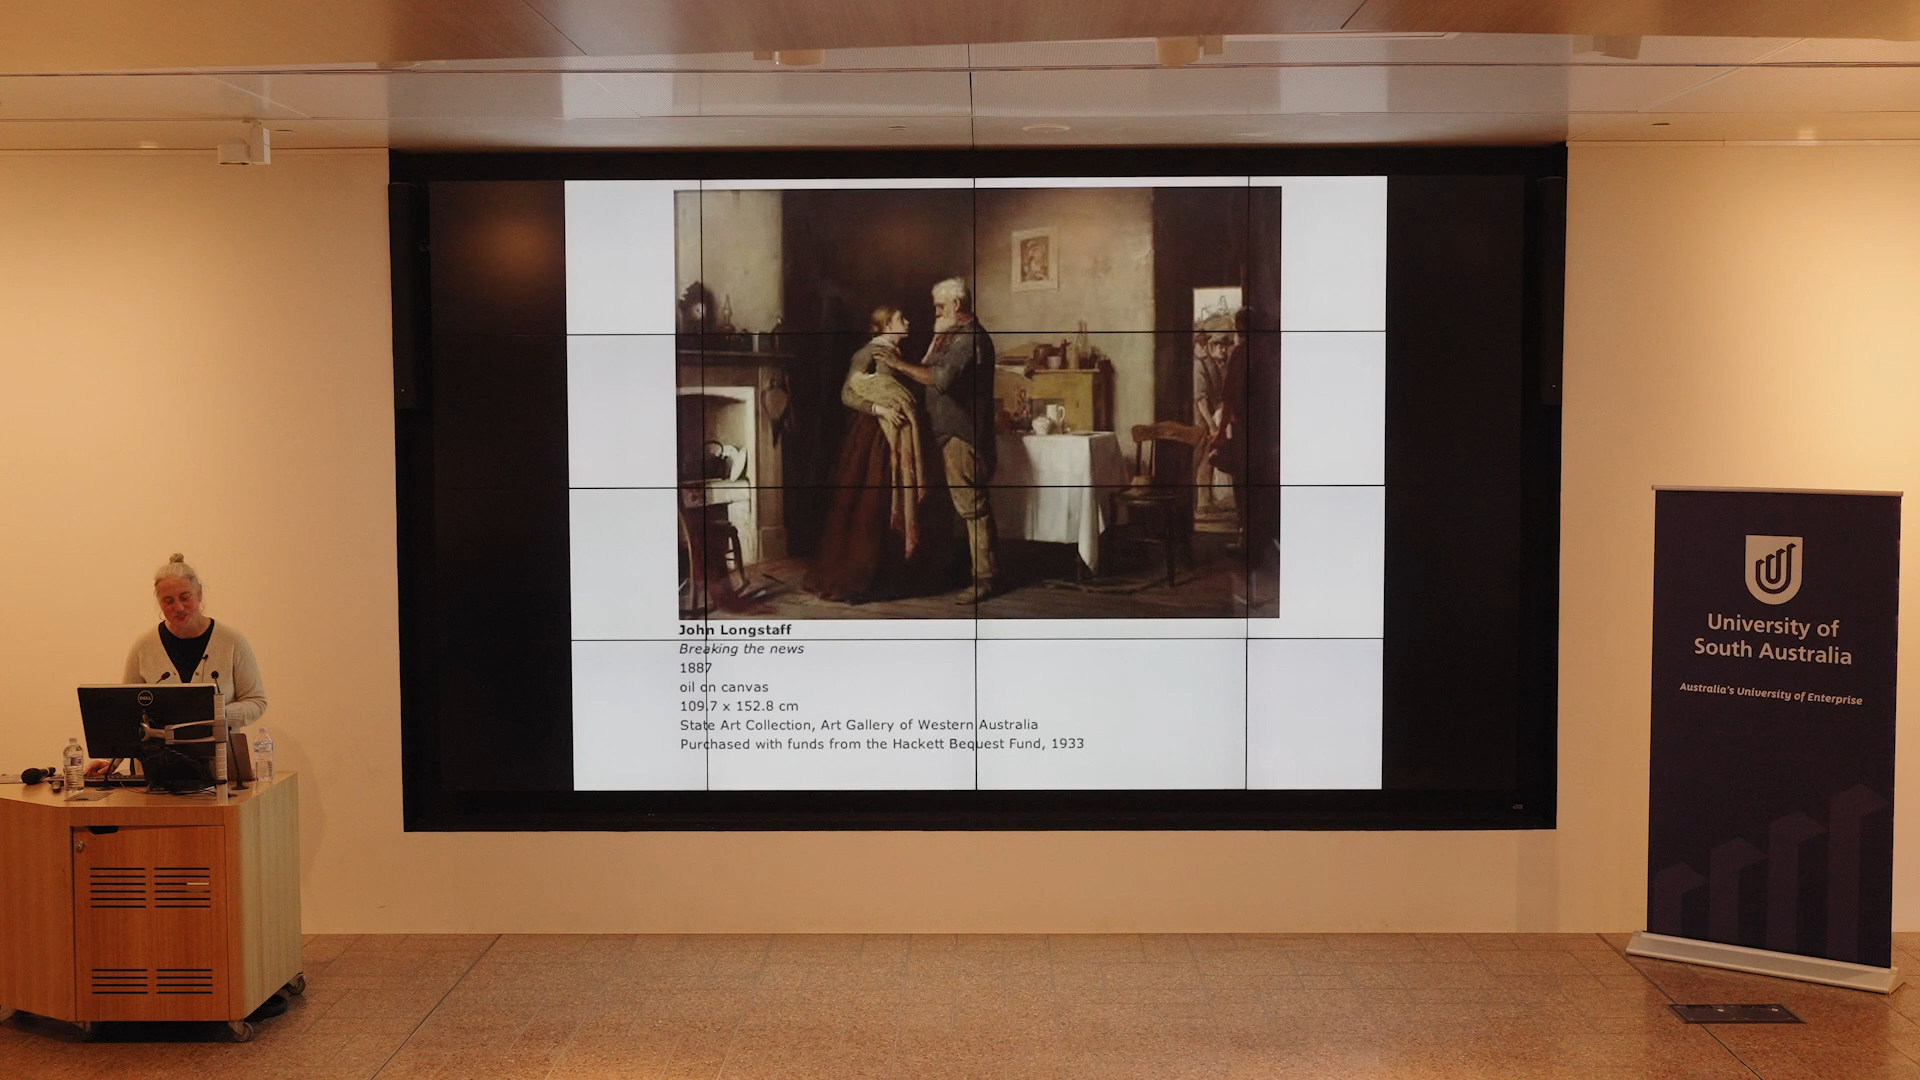 John Longstaff
Breaking the news
1887
oil on canvas
109.7 x 152.8 cm
State Art Collection, Art Gallery of Western Australia
Purchased with funds from the Hackett Bequest Fund, 1933
University of
South Australia
Australia's University of Enterprise
DELL